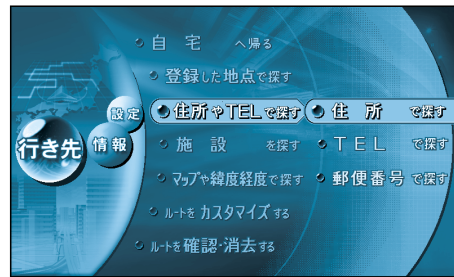 自宅へ帰る
登録した地点で探す
設定
住所やTELで探す
住所で探す
行き先
情報
施設を探す
TELで探す
マップや緯度経度で探す
郵便番号で探す
ルートをカスタマイズする
ルートを確認・消去する